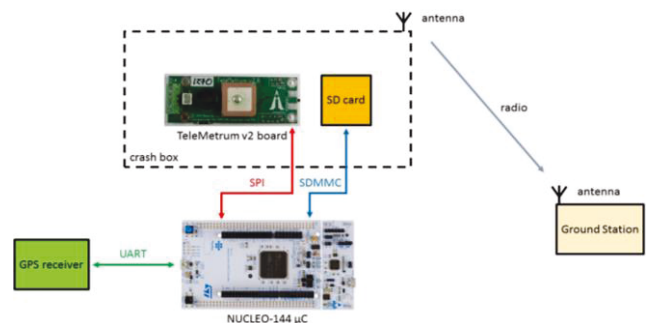 antenna
SD card
TeleMetrum v2 board
radio
crash box
SPI
SDMMC
antenna
Ground Station
UART
GPS receiver
NUCLEO-144 µC